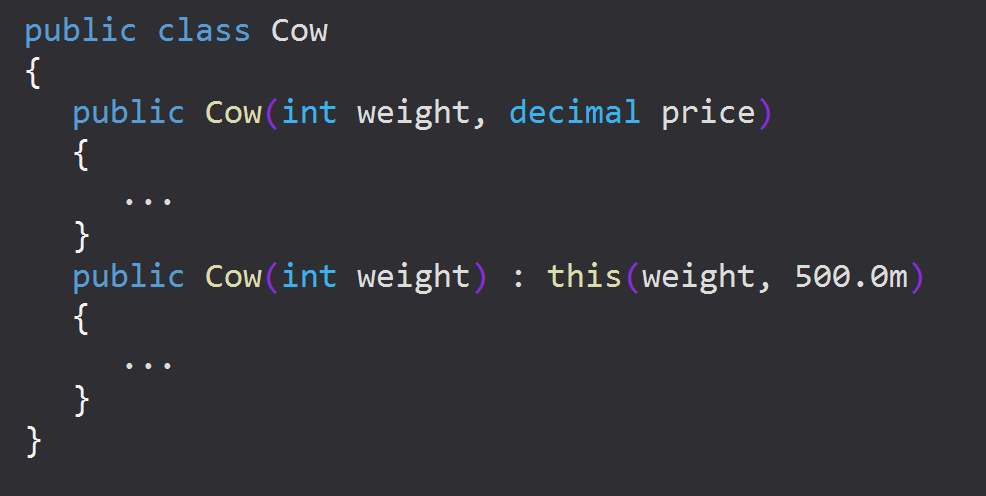 public class Cow
{
public Cow(int weight, decimal price)
{
...
}
public Cow(int weight) : this(weight, 500.0m)
{
...
}
}